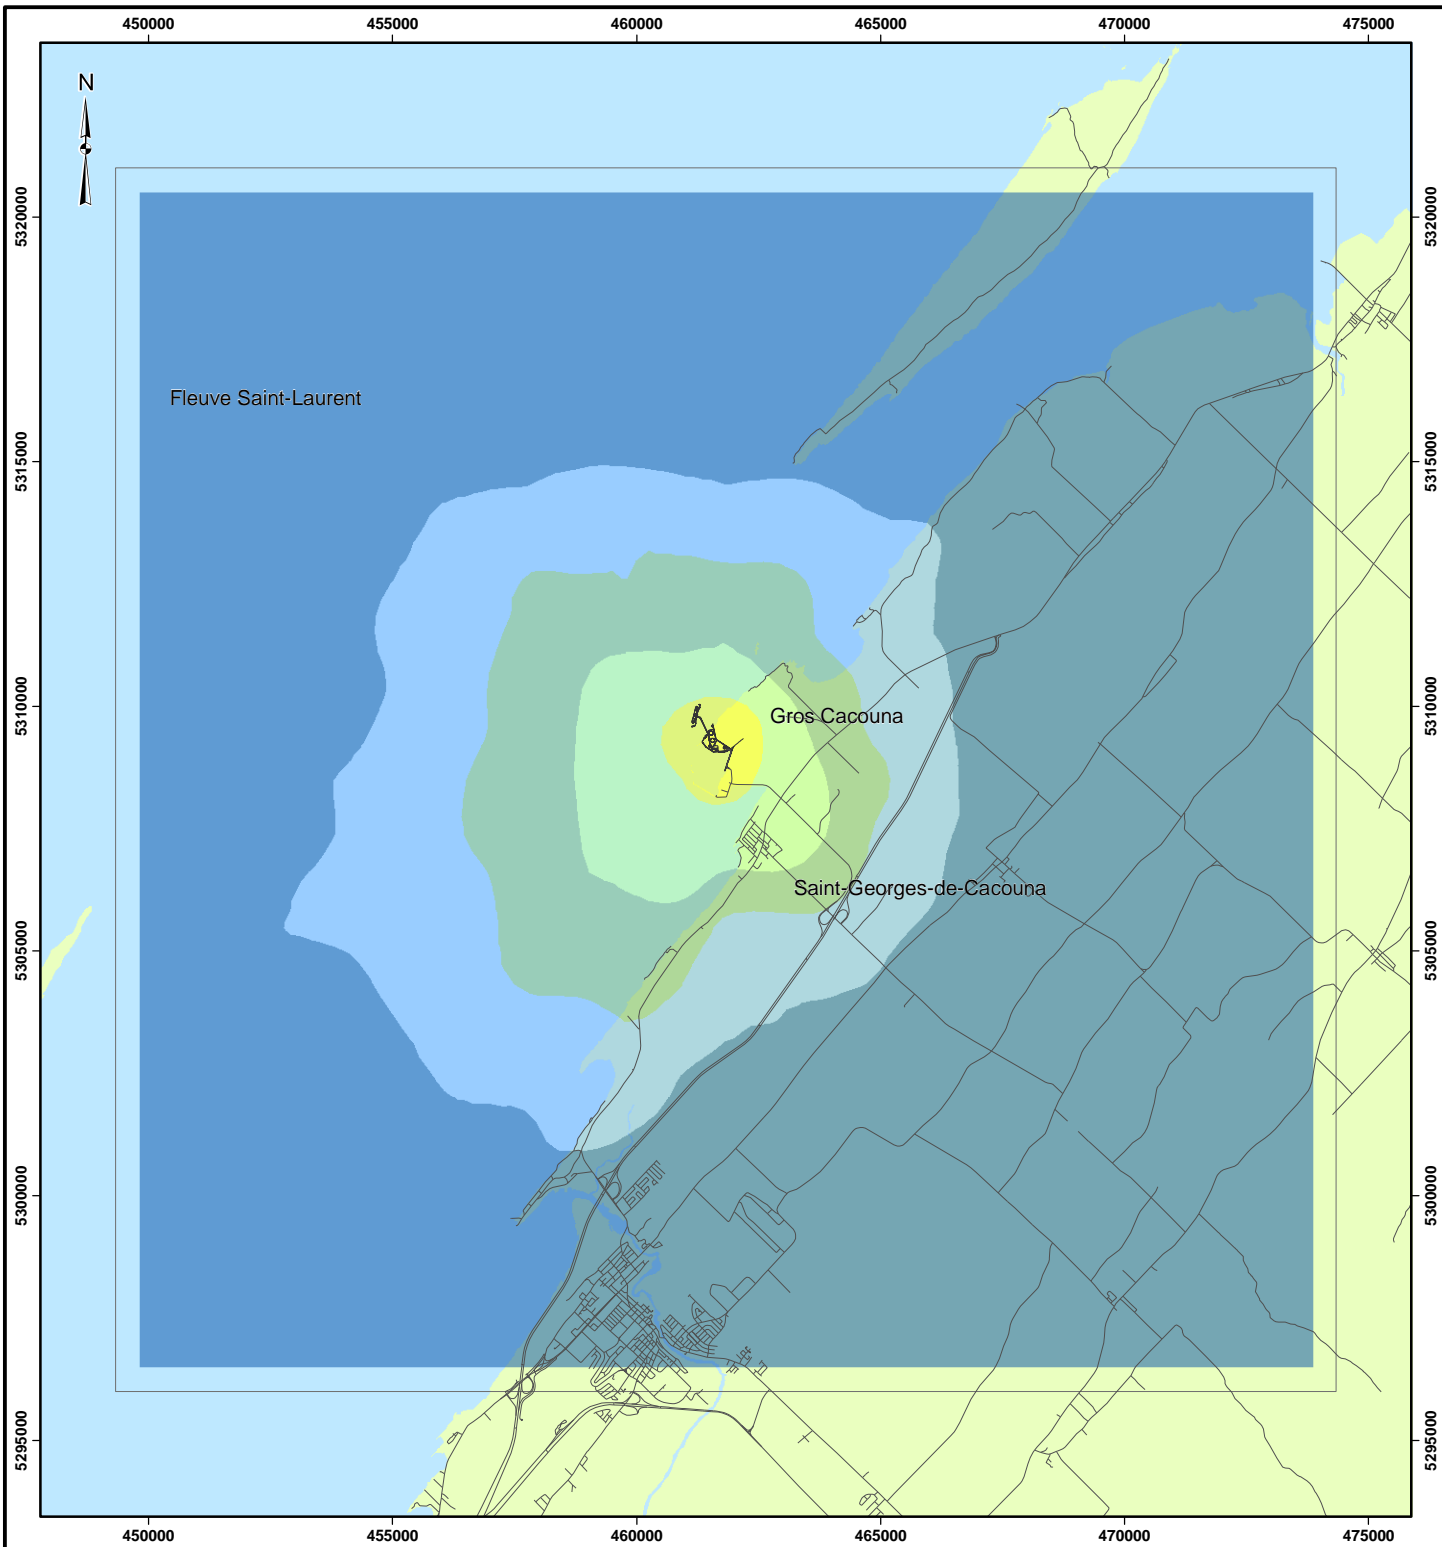 450000 455000 460000 465000 470000 475000
N
5320000 5320000
Fleuve Saint-Laurent
5315000 5315000
5310000 5310000
Gros Cacouna
Saint-Georges-de-Cacouna
5305000 5305000
5300000 5300000
5295000 5295000
450000 455000 460000 465000 470000 475000